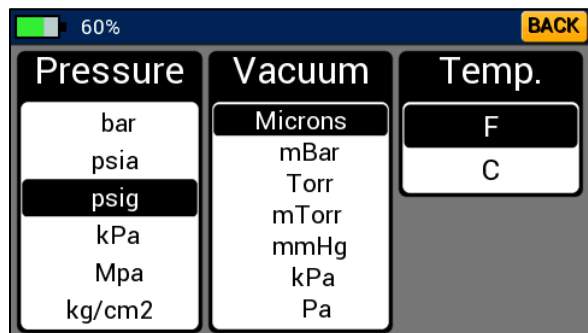 60%
BACK
Pressure
bar
psia
psig
kPa
Mpa
kg/cm2
Vacuum
Microns
mBar
Torr
mTorr
mmHg
kPa
Pa
Temp.
F
C